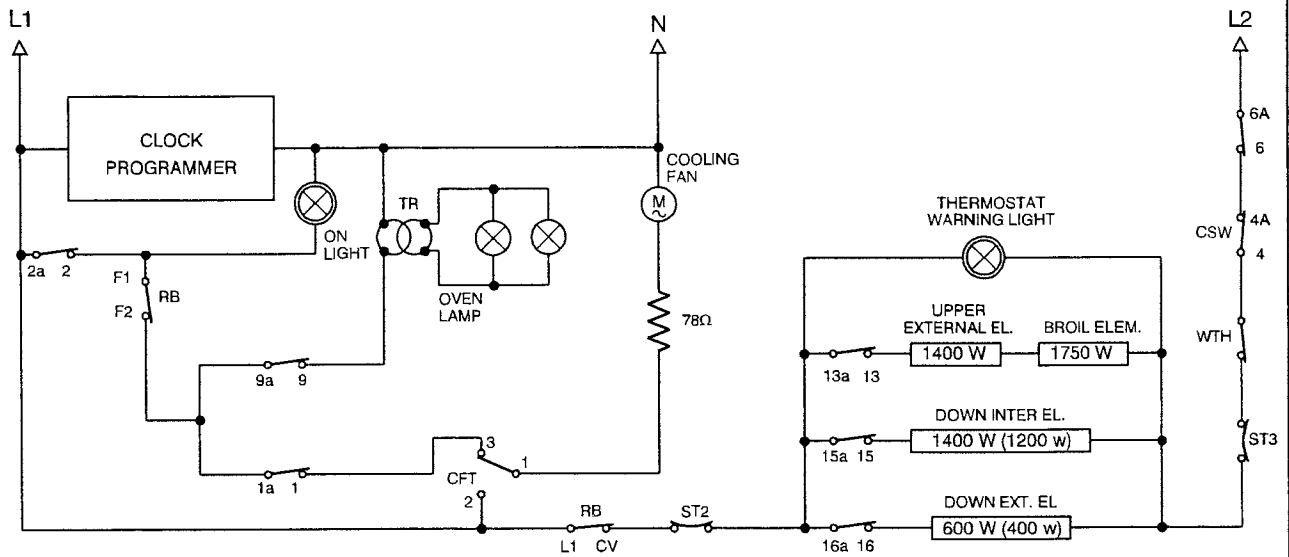 L1
N
L2
CLOCK
PROGRAMMER
COOLING
FAN
M
6A
6
TR
ON
LIGHT
THERMOSTAT
WARNING LIGHT
CSW
4A
4
2a 2
F1
RB
F2
OVEN
LAMP
78Ω
UPPER
EXTERNAL EL.
BROIL ELEM.
1400 W
1750 W
13a 13
WTH
9a 9
DOWN INTER EL.
1400 W (1200 w)
15a 15
ST3
3
1
CFT
2
1a 1
DOWN EXT. EL
600 W (400 w)
16a 16
RB
L1 CV
ST2